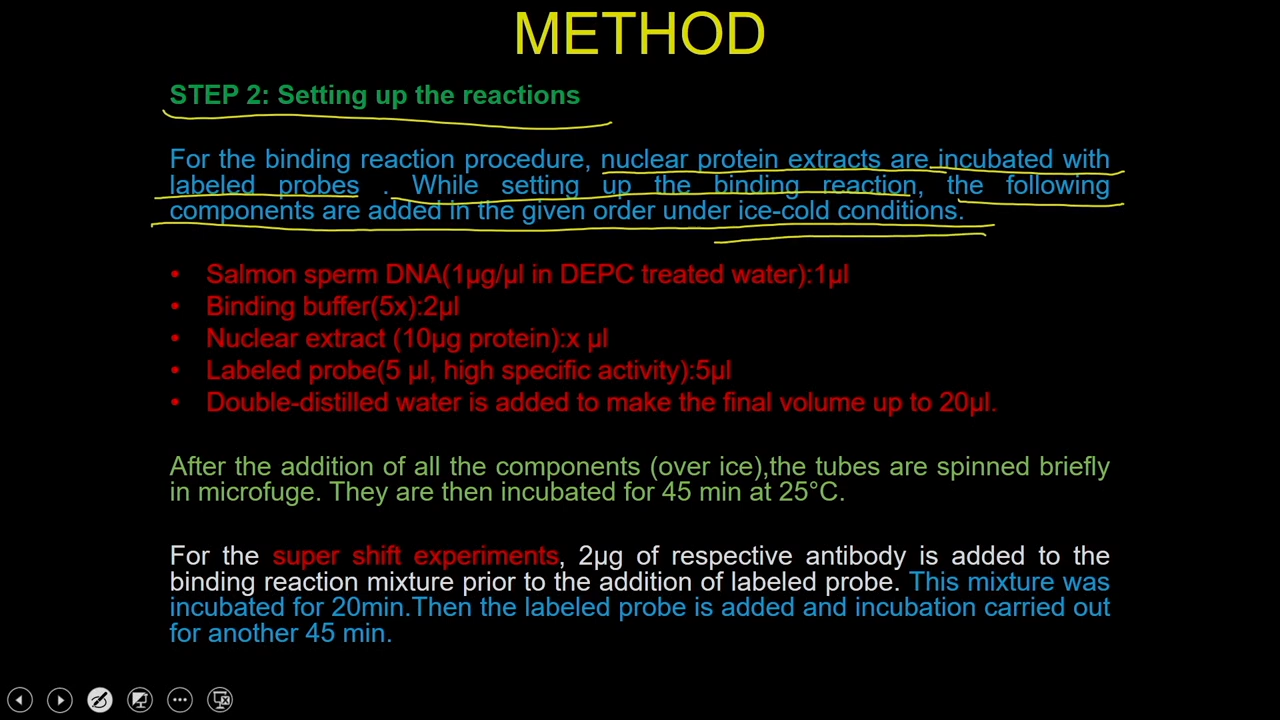 METHOD
STEP 2: Setting up the reactions
For the binding reaction procedure, nuclear protein extracts are incubated with
labeled probes . While setting up the binding reaction, the following
components are added in the given order under ice-cold conditions.
• Salmon sperm DNA(1µg/µl in DEPC treated water):1µl
• Binding buffer(5x):2µl
• Nuclear extract (10µg protein):x µl
• Labeled probe(5 µl, high specific activity):5µl
• Double-distilled water is added to make the final volume up to 20µl.
After the addition of all the components (over ice),the tubes are spinned briefly
in microfuge. They are then incubated for 45 min at 25°C.
For the super shift experiments, 2µg of respective antibody is added to the
binding reaction mixture prior to the addition of labeled probe. This mixture was
incubated for 20min.Then the labeled probe is added and incubation carried out
for another 45 min.